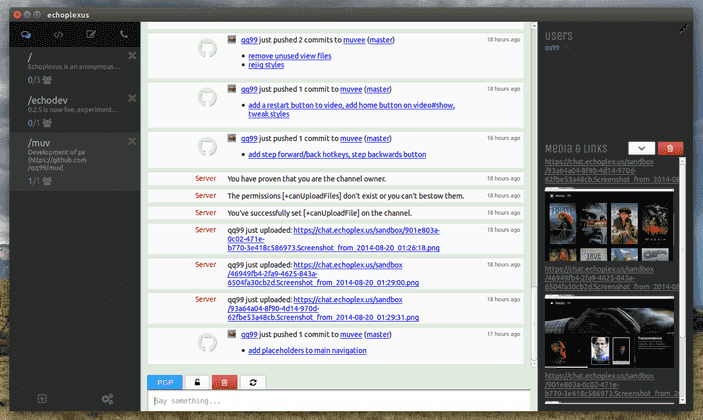 echoplexus
/
Echoplexus is an anonymous...
0/3
/echodev
0.2.5 is now live, experiment...
0/1
/muv
Development of μv
(https://github.com
/qq99/mux)
1/1
qq99 just pushed 2 commits to muvee (master)
18 hours ago
remove unused view files
rejig styles
qq99 just pushed 1 commit to muvee (master)
18 hours ago
add a restart button to video, add home button on video#show,
tweak styles
qq99 just pushed 1 commit to muvee (master)
18 hours ago
add step forward/back hotkeys, step backwards button
Server You have proven that you are the channel owner. 18 hours ago
Server The permissions [+canUploadFiles] don't exist or you can't bestow them. 18 hours ago
Server You've successfully set [+canUploadFile] on the channel. 18 hours ago
Server qq99 just uploaded: https://chat.echoplex.us/sandbox/901e803a- 18 hours ago
0c02-471e-
b770-3e418c586973.Screenshot_from_2014-08-20_01:26:18.png
Server qq99 just uploaded: https://chat.echoplex.us/sandbox 18 hours ago
/46949fb4-2fa9-4625-843a-
6504fa30cb2d.Screenshot_from_2014-08-20_01:29:00.png
Server qq99 just uploaded: https://chat.echoplex.us/sandbox 18 hours ago
/93a64a04-8f90-4d14-970d-
62fbe53a48cb.Screenshot_from_2014-08-20_01:29:31.png
qq99 just pushed 1 commit to muvee (master)
17 hours ago
add placeholders to main navigation
PGP
Say something...
Users
qq99
Media & Links
https://chat.echoplex.us/sandbox
/93a64a04-8f90-4d14-970d-
62fbe53a48cb.Screenshot_from_2014-08
https://chat.echoplex.us/sandbox
/46949fb4-2fa9-4625-843a-
6504fa30cb2d.Screenshot_from_2014-08
Transcendence
https://chat.echoplex.us/sandbox
/901e803a-0c02-471e-
b770-3e418c586973.Screenshot_from_2014